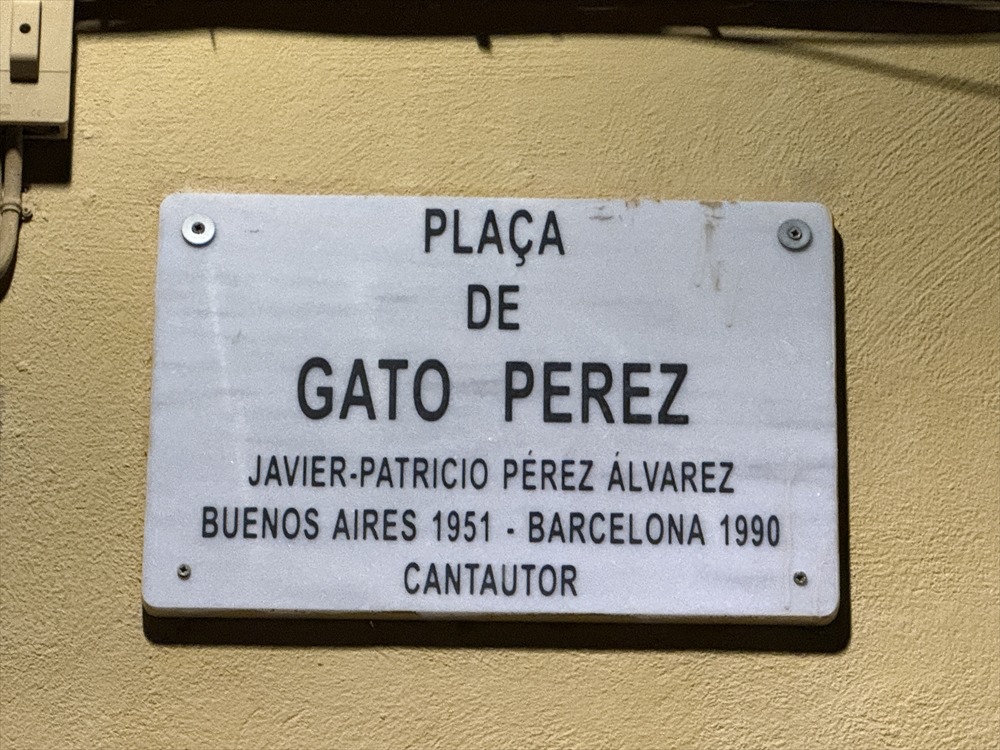 PLAÇA
DE
GATO PEREZ
JAVIER-PATRICIO PÉREZ ÁLVAREZ
BUENOS AIRES 1951 - BARCELONA 1990
CANTAUTOR